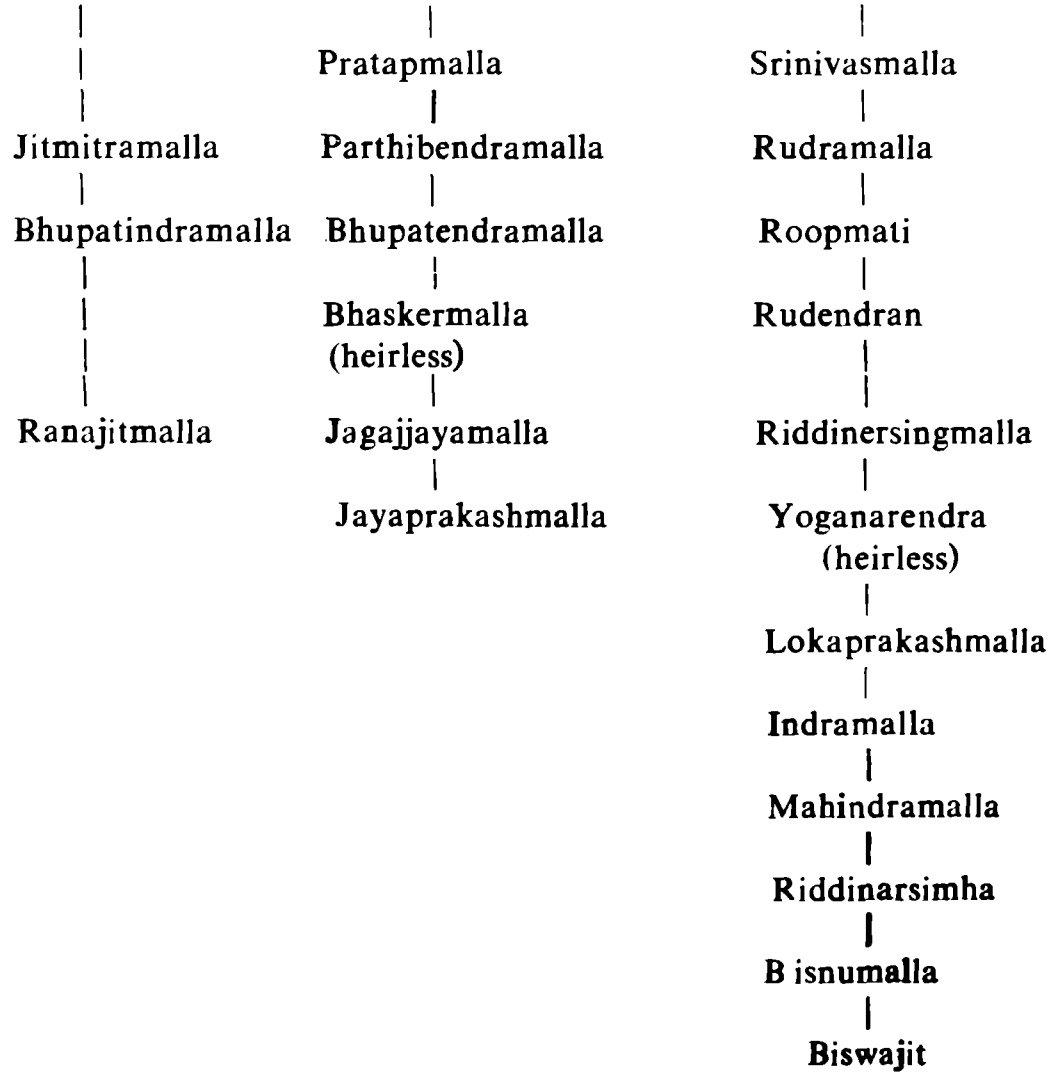 Pratapmalla Srinivasmalla
Jitmitramalla Parthibendramalla Rudramalla
Bhupatindramalla Bhupatendramalla Roopmati
Bhaskermalla Rudendran
(heirless)
Ranajitmalla Jagajjayamalla Riddinersingmalla
Jayaprakashmalla Yoganarendra
(heirless)
Lokaprakashmalla
Indramalla
Mahindramalla
Riddinarsimha
B isnumalla
Biswajit